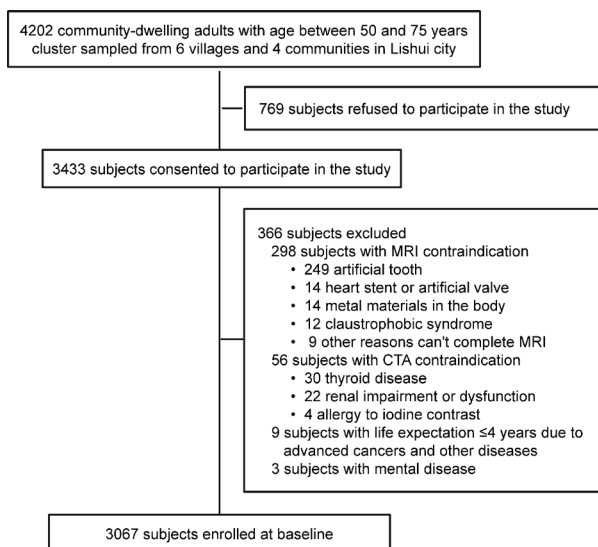 4202 community-dwelling adults with age between 50 and 75 years
cluster sampled from 6 villages and 4 communities in Lishui city
769 subjects refused to participate in the study
3433 subjects consented to participate in the study
366 subjects excluded
298 subjects with MRI contraindication
• 249 artificial tooth
• 14 heart stent or artificial valve
• 14 metal materials in the body
• 12 claustrophobic syndrome
• 9 other reasons can't complete MRI
56 subjects with CTA contraindication
• 30 thyroid disease
• 22 renal impairment or dysfunction
• 4 allergy to iodine contrast
9 subjects with life expectation ≤4 years due to
advanced cancers and other diseases
3 subjects with mental disease
3067 subjects enrolled at baseline